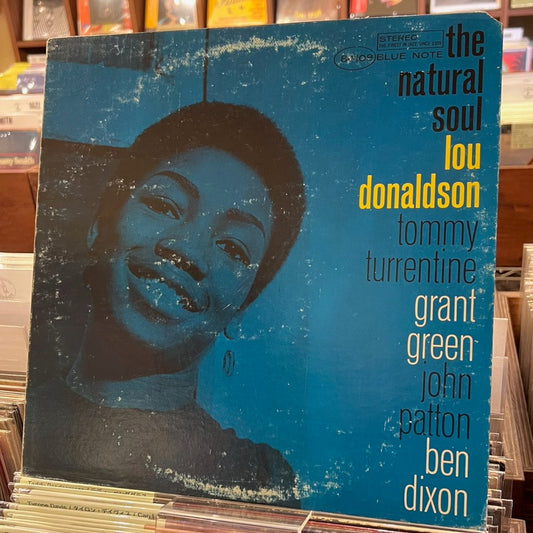 STEREO
BLUE NOTE
the
natural
soul
lou
donaldson
tommy
turrentine
grant
green
john
patton
ben
dixon